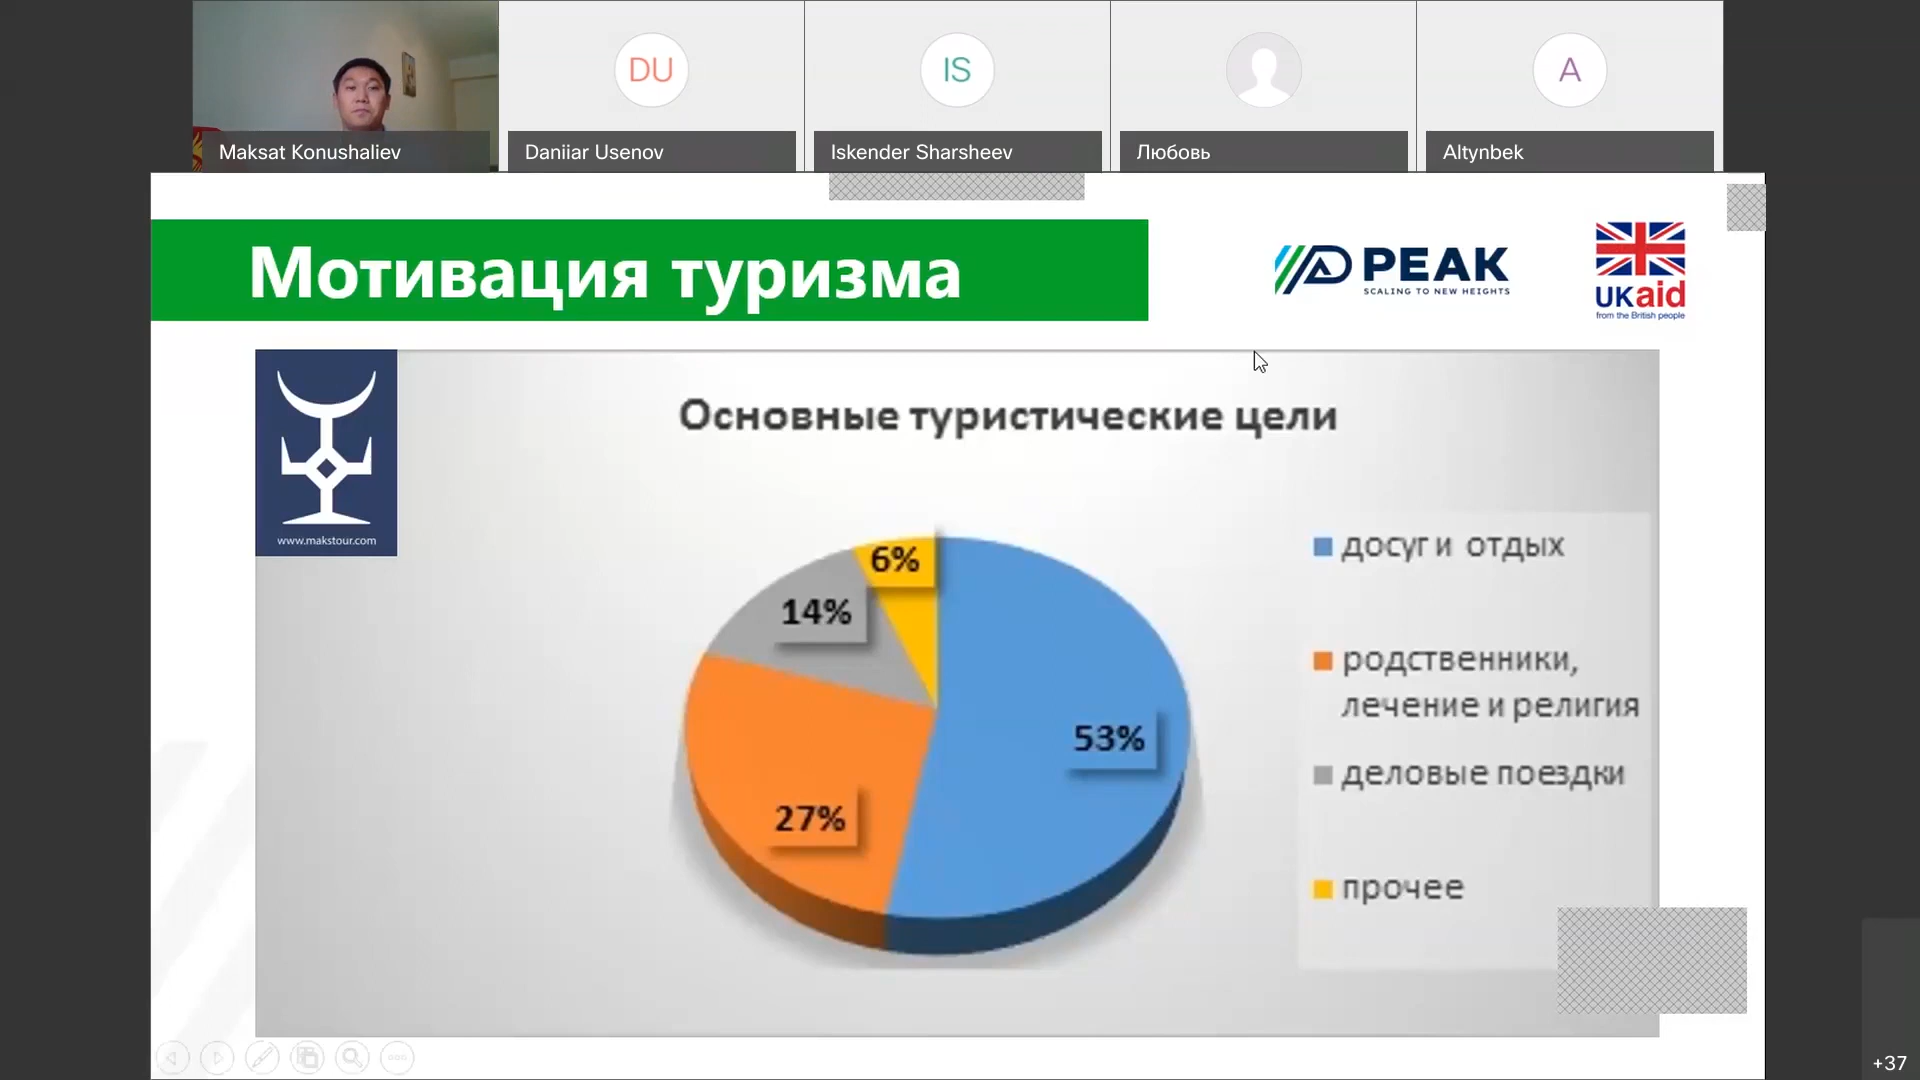 DU
IS
A
Maksat Konushaliev
Daniiar Usenov
Iskender Sharsheev
Любовь
Altynbek
Мотивация туризма
PEAK
SCALING TO NEW HEIGHTS
UKaid
from the British people
www.makstour.com
Основные туристические цели
6%
14%
53%
27%
досуг и отдых
родственники,
лечение и религия
деловые поездки
прочее
+37